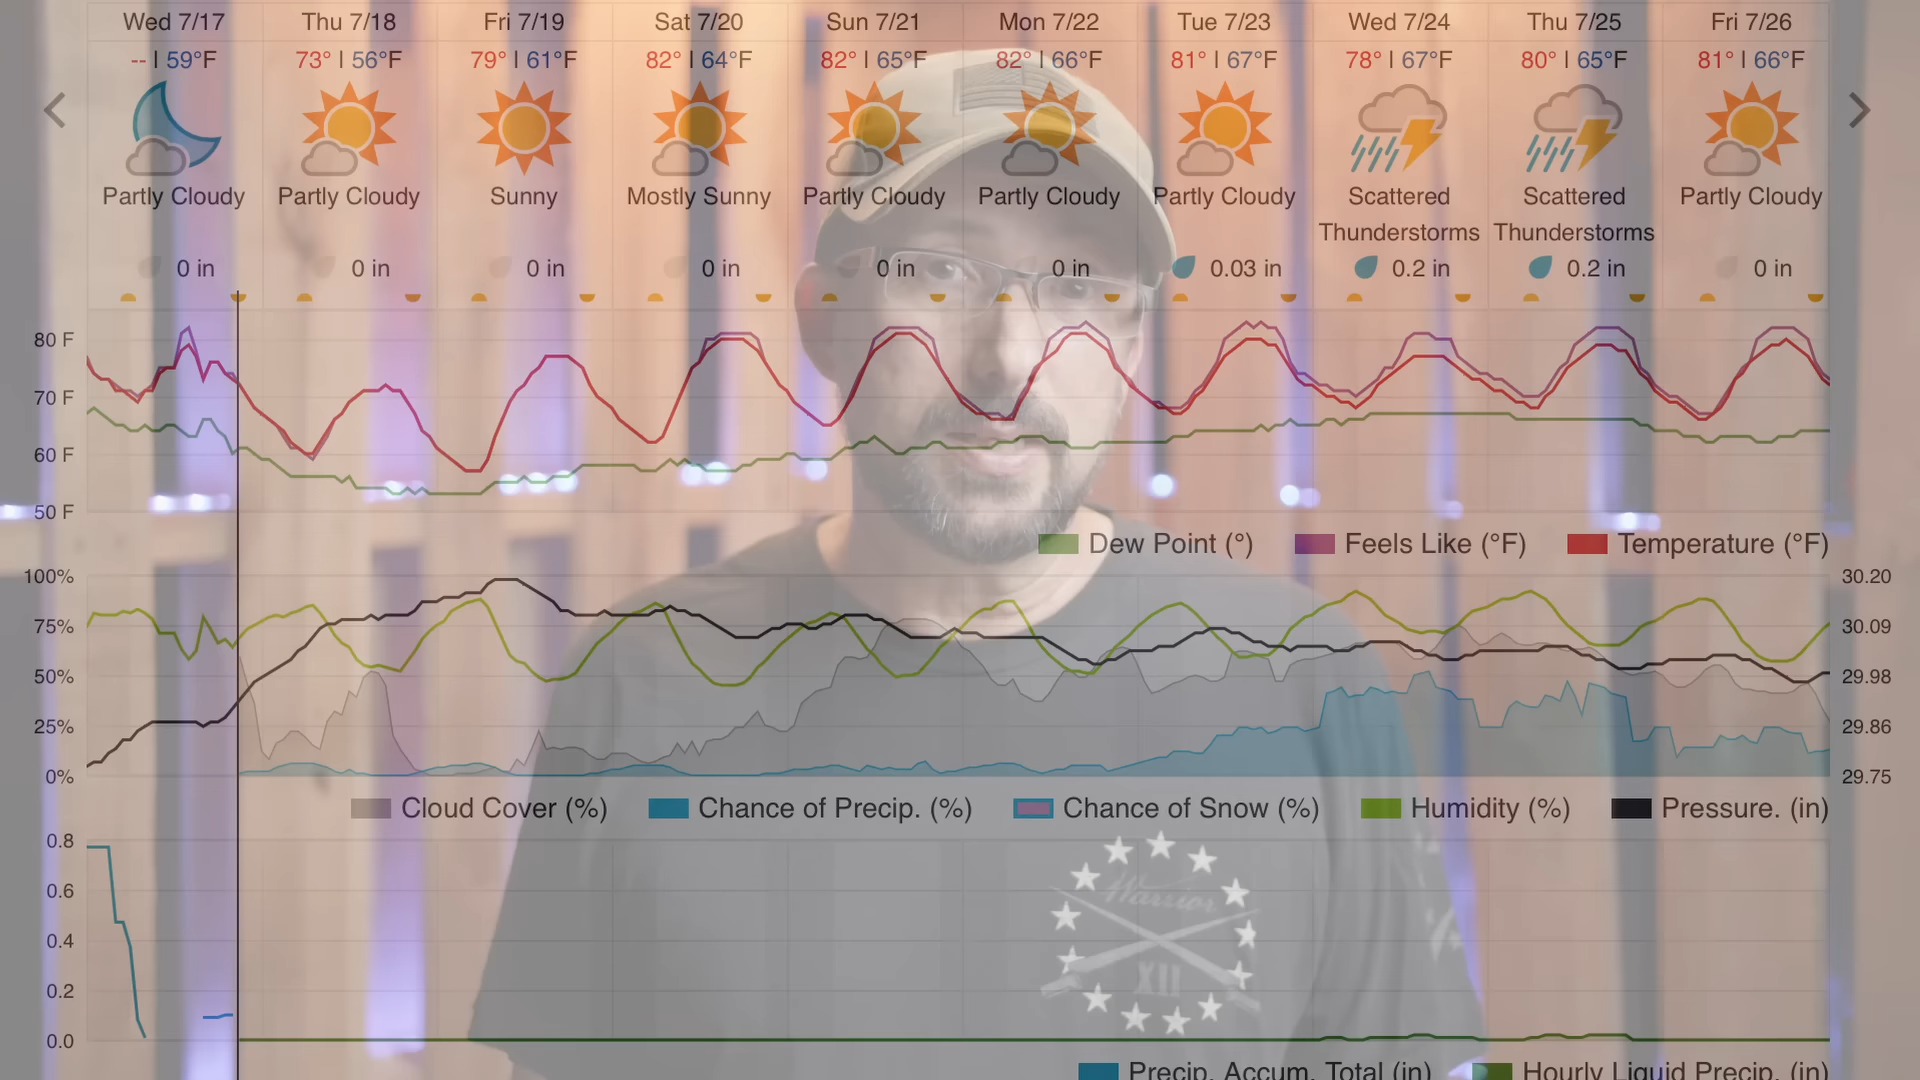 Wed 7/17 Thu 7/18 Fri 7/19 Sat 7/20 Sun 7/21 Mon 7/22 Tue 7/23 Wed 7/24 Thu 7/25 Fri 7/26
-- | 59°F 73° | 56°F 79° | 61°F 82° | 64°F 82° | 65°F 82° | 66°F 81° | 67°F 78° | 67°F 80° | 65°F 81° | 66°F
Partly Cloudy Partly Cloudy Sunny Mostly Sunny Partly Cloudy Partly Cloudy Partly Cloudy Scattered Scattered Partly Cloudy
Thunderstorms Thunderstorms
0 in 0 in 0 in 0 in 0 in 0 in 0.03 in 0.2 in 0.2 in 0 in
80 F
70 F
60 F
50 F
Dew Point (°) Feels Like (°F) Temperature (°F)
100% 30.20
75% 30.09
50% 29.98
25% 29.86
0% 29.75
Cloud Cover (%) Chance of Precip. (%) Chance of Snow (%) Humidity (%) Pressure. (in)
0.8
0.6
0.4
0.2
0.0
Warrior
XII
Precip. Accum. Total (in) Hourly Liquid Precip. (in)